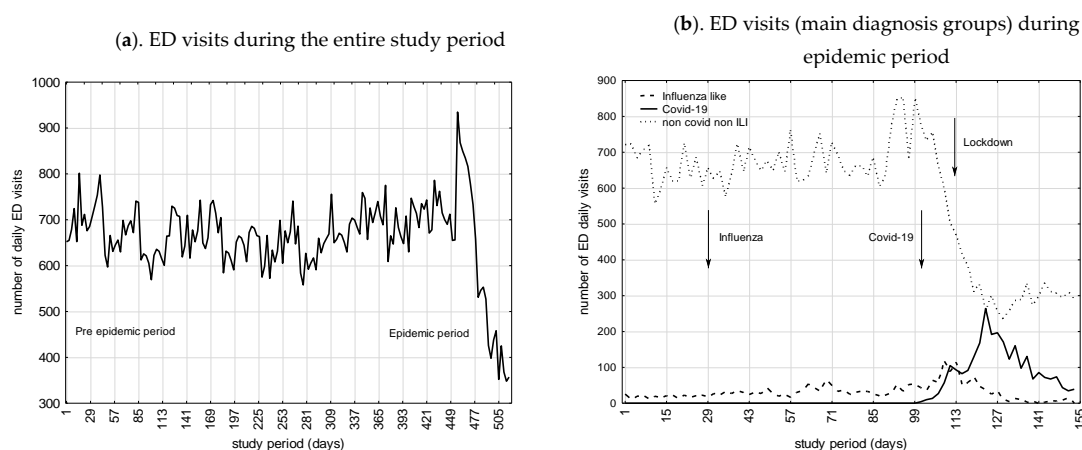 (a). ED visits during the entire study period
1000
900
800
700
600
500
400
300
number of daily ED visits
Pre epidemic period
Epidemic period
1 29 57 85 113 141 169 197 225 253 281 309 337 365 393 421 449 477 505
study period (days)
(b). ED visits (main diagnosis groups) during
epidemic period
900
800
700
600
500
400
300
200
100
0
number of ED daily visits
Influenza like
Covid-19
non covid non ILI
Lockdown
Influenza
Covid-19
1 15 29 43 57 71 85 99 113 127 141 155
study period (days)